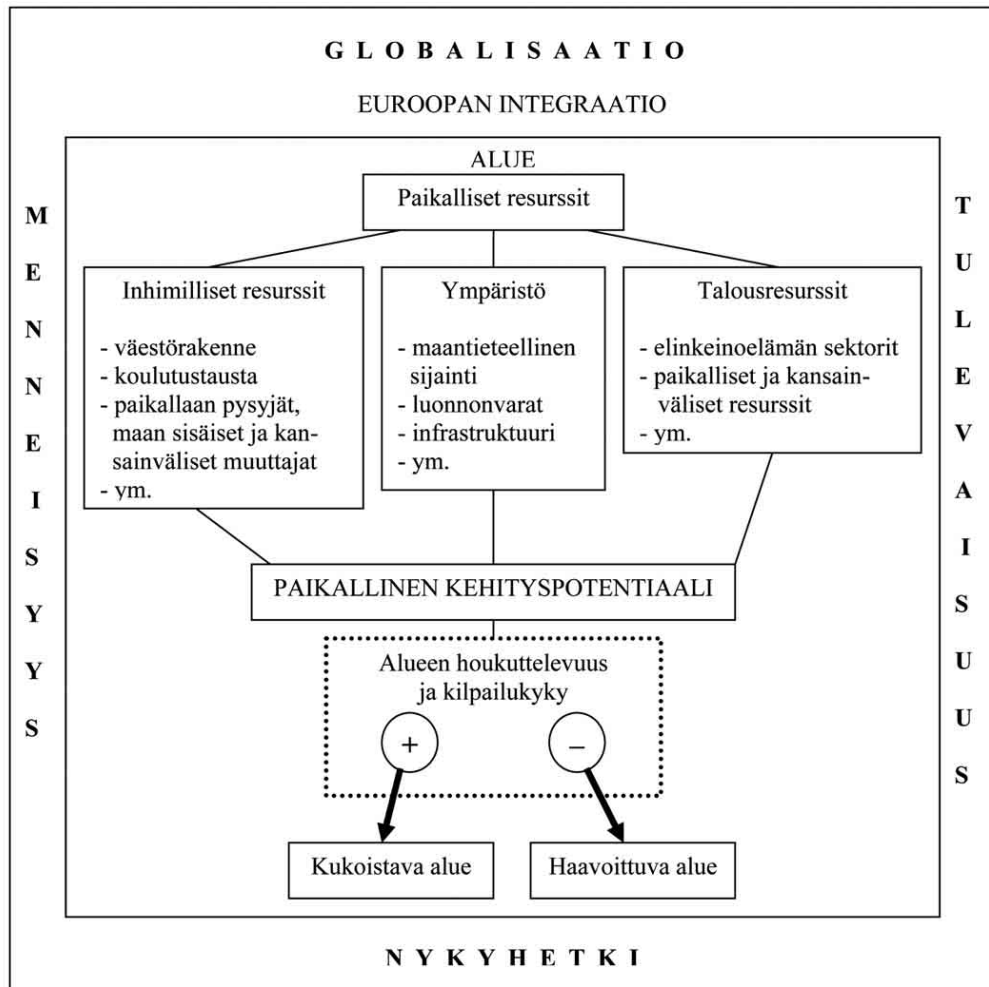 G L O B A L I S A A T I O
EUROOPAN INTEGRAATIO
M E N N E I S Y Y S
ALUE
Paikalliset resurssit
Inhimilliset resurssit
- väestörakenne
- koulutustausta
- paikallaan pysyjät,
maan sisäiset ja kan-
sainväliset muuttajat
- ym.
Ympäristö
- maantieteellinen
sijainti
- luonnonvarat
- infrastruktuuri
- ym.
Talousresurssit
- elinkeinoelämän sektorit
- paikalliset ja kansain-
väliset resurssit
- ym.
PAIKALLINEN KEHITYSPOTENTIAALI
Alueen houkuttelevuus
ja kilpailukyky
+
–
Kukoistava alue
Haavoittuva alue
T U L E V A I S U U S
N Y K Y H E T K I